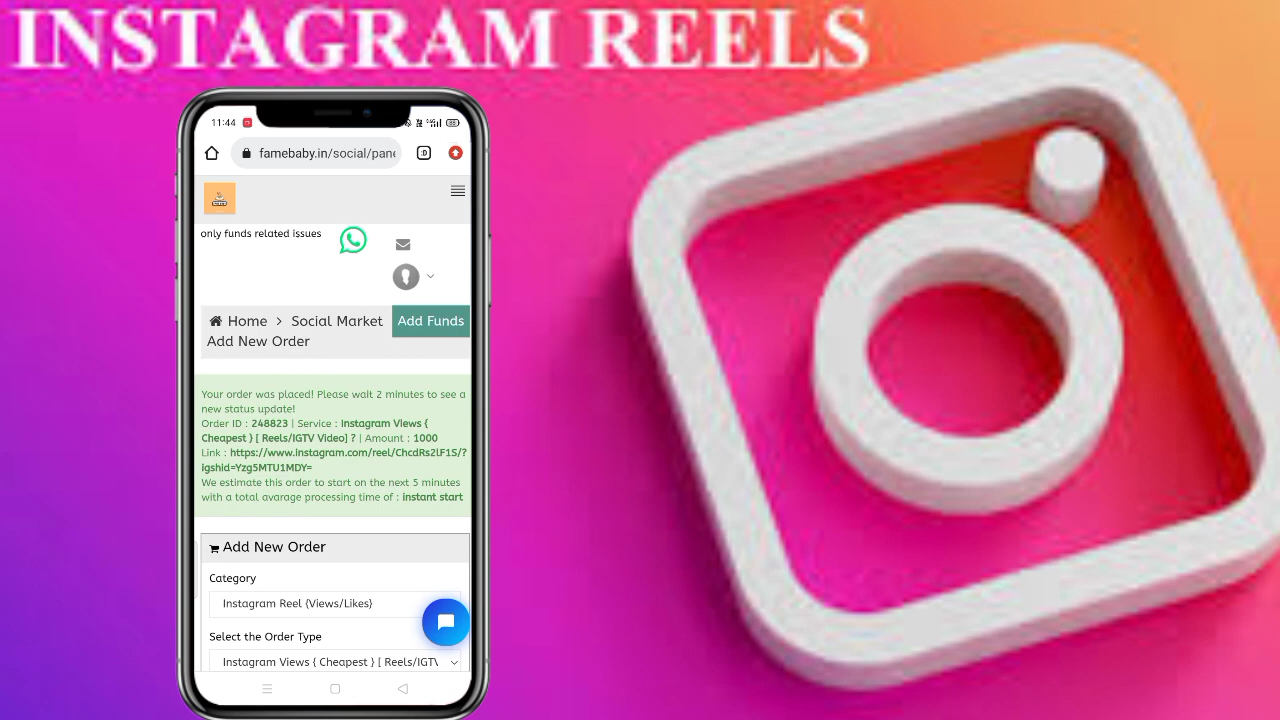 INSTAGRAM REELS
11:44
famebaby.in/social/pane
only funds related issues
Home > Social Market
Add Funds
Add New Order
Your order was placed! Please wait 2 minutes to see a
new status update!
Order ID : 248823 | Service : Instagram Views {
Cheapest } [ Reels/IGTV Video] ? | Amount : 1000
Link : https://www.instagram.com/reel/ChcdRs2lF1S/?
igshid=Yzg5MTU1MDY=
We estimate this order to start on the next 5 minutes
with a total avarage processing time of : instant start
Add New Order
Category
Instagram Reel (Views/Likes)
Select the Order Type
Instagram Views { Cheapest } [ Reels/IGTV